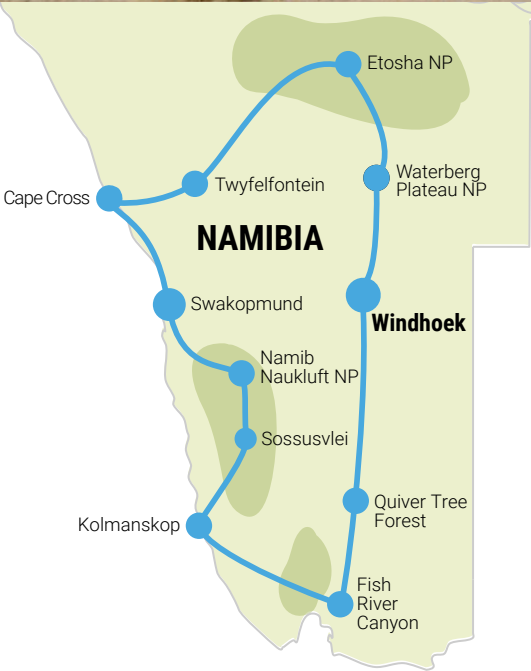 Etosha NP
Waterberg
Plateau NP
Twyfelfontein
Cape Cross
NAMIBIA
Swakopmund
Windhoek
Namib
Naukluft NP
Sossusvlei
Quiver Tree
Forest
Kolmanskop
Fish
River
Canyon